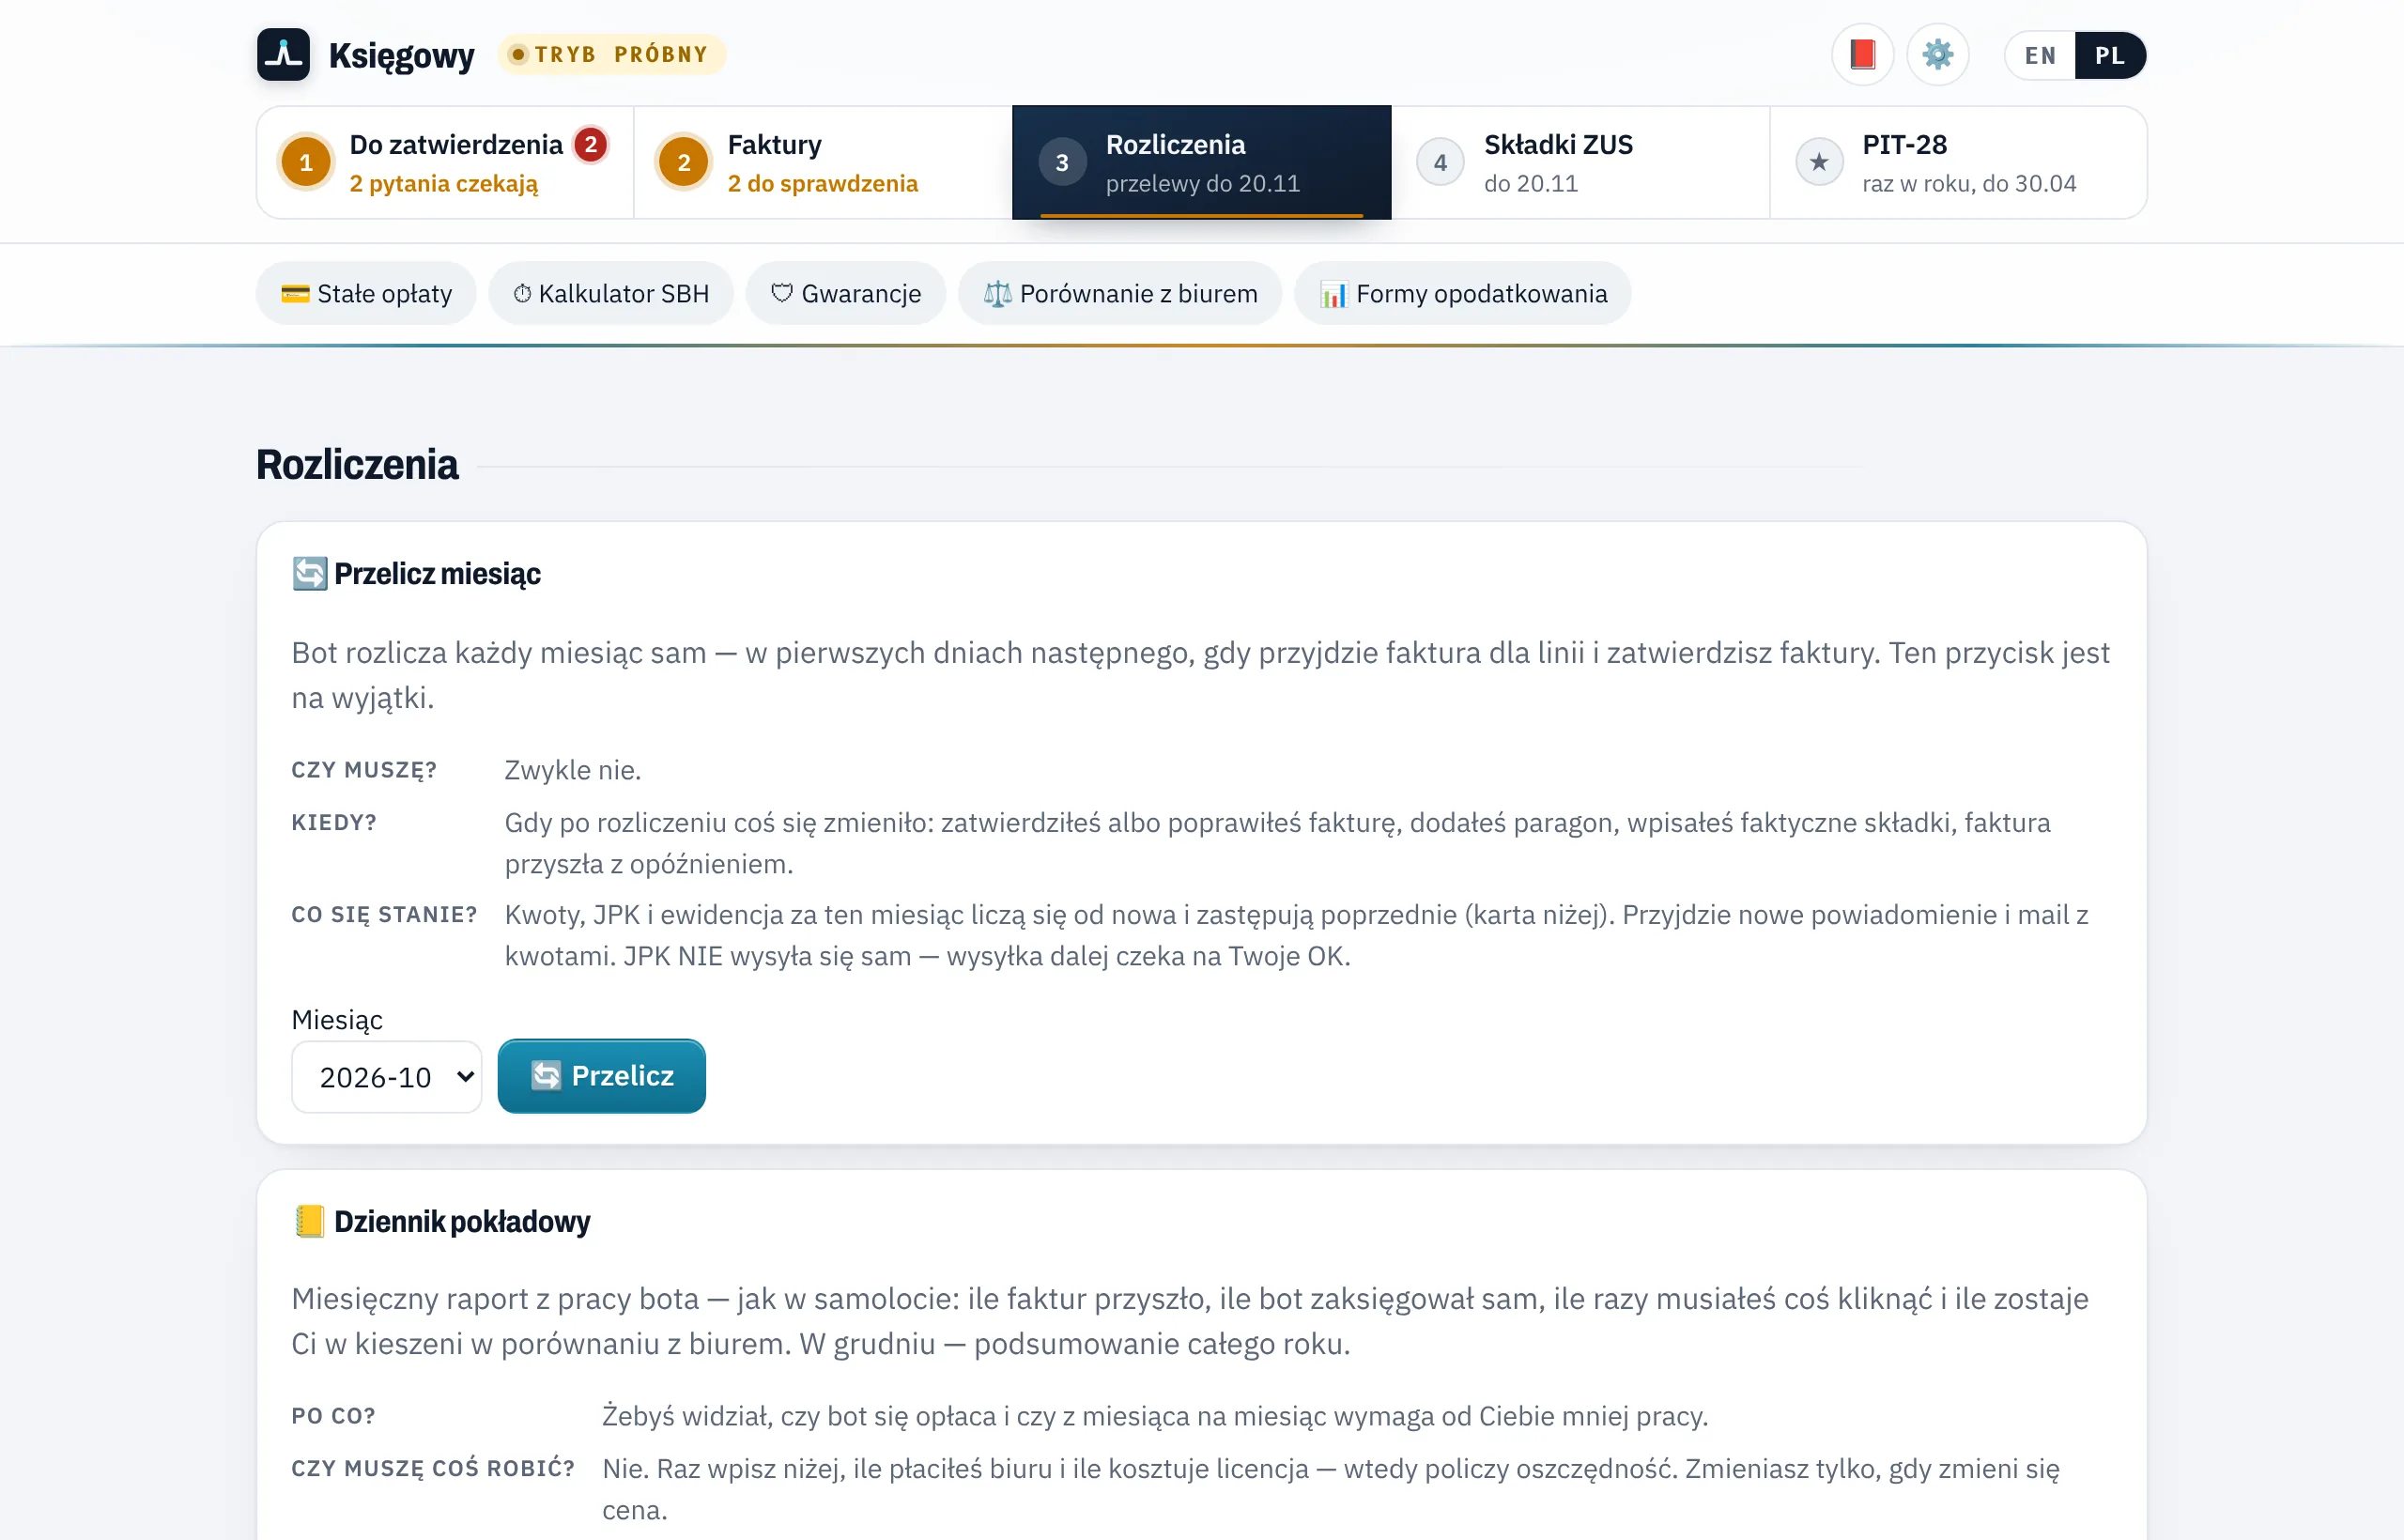 Księgowy
TRYB PRÓBNY
EN PL
1 Do zatwierdzenia 2
2 pytania czekają
2 Faktury
2 do sprawdzenia
3 Rozliczenia
przelewy do 20.11
4 Składki ZUS
do 20.11
★ PIT-28
raz w roku, do 30.04
Stałe opłaty
Kalkulator SBH
Gwarancje
Porównanie z biurem
Formy opodatkowania
Rozliczenia
Przelicz miesiąc
Bot rozlicza każdy miesiąc sam — w pierwszych dniach następnego, gdy przyjdzie faktura dla linii i zatwierdzisz faktury. Ten przycisk jest
na wyjątki.
CZY MUSZĘ? Zwykle nie.
KIEDY? Gdy po rozliczeniu coś się zmieniło: zatwierdziłeś albo poprawiłeś fakturę, dodałeś paragon, wpisałeś faktyczne składki, faktura
przyszła z opóźnieniem.
CO SIĘ STANIE? Kwoty, JPK i ewidencja za ten miesiąc liczą się od nowa i zastępują poprzednie (karta niżej). Przyjdzie nowe powiadomienie i mail z
kwotami. JPK NIE wysyła się sam — wysyłka dalej czeka na Twoje OK.
Miesiąc
2026-10 Przelicz
Dziennik pokładowy
Miesięczny raport z pracy bota — jak w samolocie: ile faktur przyszło, ile bot zaksięgował sam, ile razy musiałeś coś kliknąć i ile zostaje
Ci w kieszeni w porównaniu z biurem. W grudniu — podsumowanie całego roku.
PO CO? Żebyś widział, czy bot się opłaca i czy z miesiąca na miesiąc wymaga od Ciebie mniej pracy.
CZY MUSZĘ COŚ ROBIĆ? Nie. Raz wpisz niżej, ile płaciłeś biuru i ile kosztuje licencja — wtedy policzy oszczędność. Zmieniasz tylko, gdy zmieni się
cena.